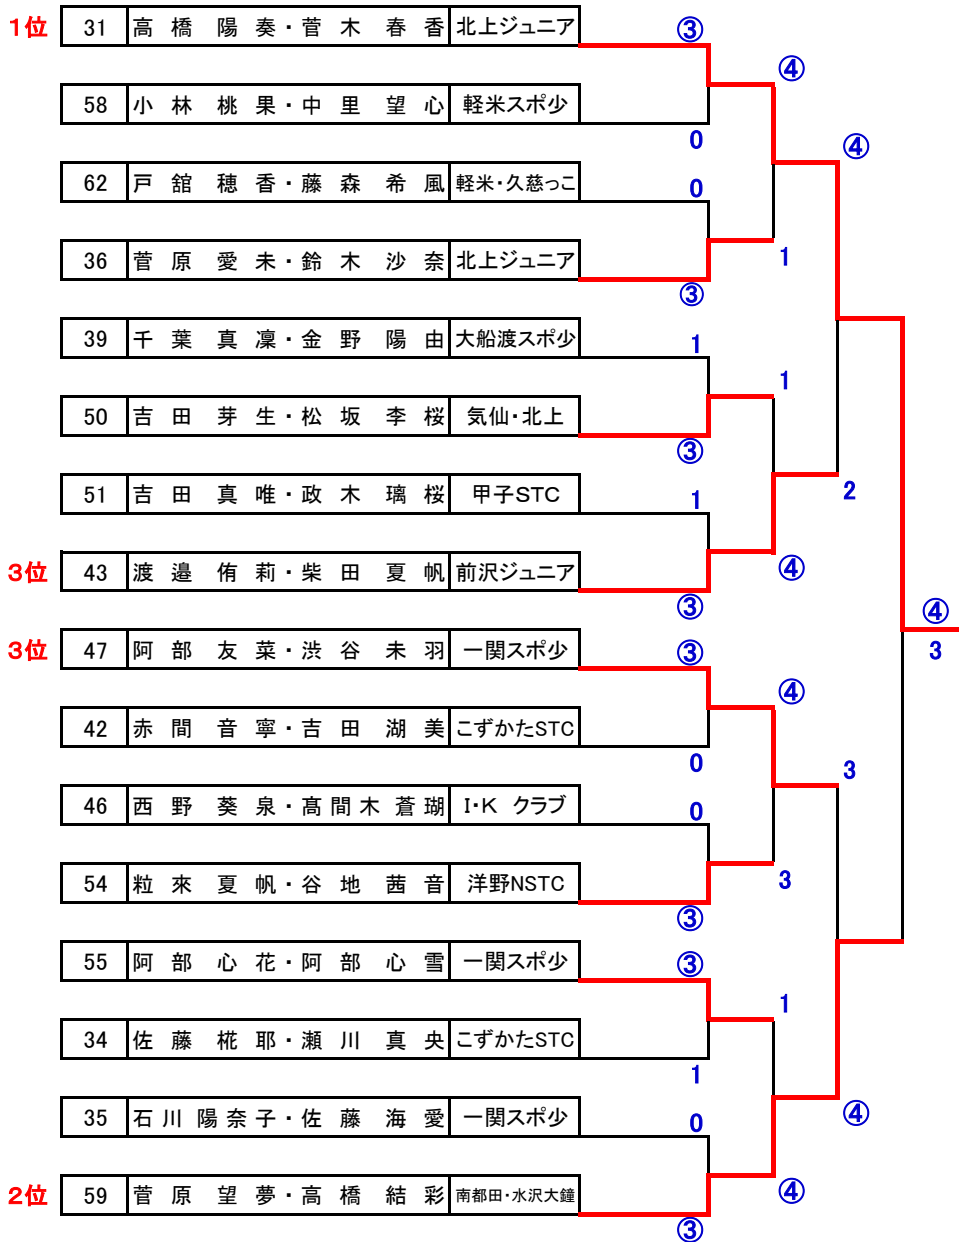 1位 31 高橋 陽奏・菅木 春香 北上ジュニア ③
④
58 小林 桃果・中里 望心 軽米スポ少
0
④
62 戸舘 穂香・藤森 希風 軽米・久慈っこ 0
36 菅原 愛未・鈴木 沙奈 北上ジュニア
1
③
39 千葉 真凜・金野 陽由 大船渡スポ少 1
1
50 吉田 芽生・松坂 李桜 気仙・北上
③
51 吉田 真唯・政木 璃桜 甲子STC 1
2
3位 43 渡邉 侑莉・柴田 夏帆 前沢ジュニア
④
③
④
3位 47 阿部 友菜・渋谷 未羽 一関スポ少 ③
3
④
42 赤間 音寧・吉田 湖美 こずかたSTC
0
3
46 西野 葵泉・髙間木 蒼瑚 I・K クラブ 0
54 粒來 夏帆・谷地 茜音 洋野NSTC
3
③
55 阿部 心花・阿部 心雪 一関スポ少 ③
1
34 佐藤 椛耶・瀬川 真央 こずかたSTC
1
35 石川 陽奈子・佐藤 海愛 一関スポ少 0
④
2位 59 菅原 望夢・高橋 結彩 南都田・水沢大鐘
④
③